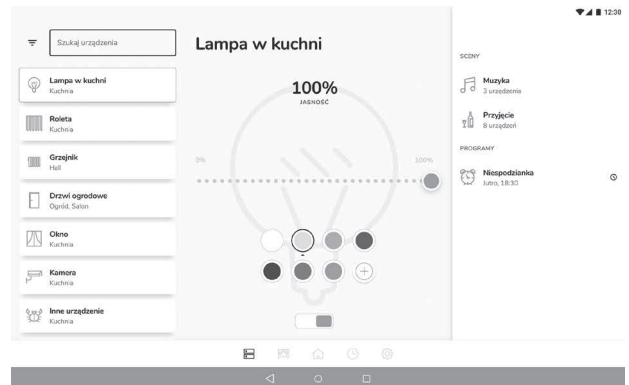 12:30
Szukaj urządzenia
Lampa w kuchni
Kuchnia
Roleta
Kuchnia
Grzejnik
Hall
Drzwi ogrodowe
Ogród, Salon
Okno
Kuchnia
Kamera
Kuchnia
Inne urządzenie
Kuchnia
Lampa w kuchni
100%
JASNOŚĆ
0%
100%
SCENY
Muzyka
3 urządzenia
Przyjęcie
8 urządzeń
PROGRAMY
Niespodzianka
Jutro, 18:30